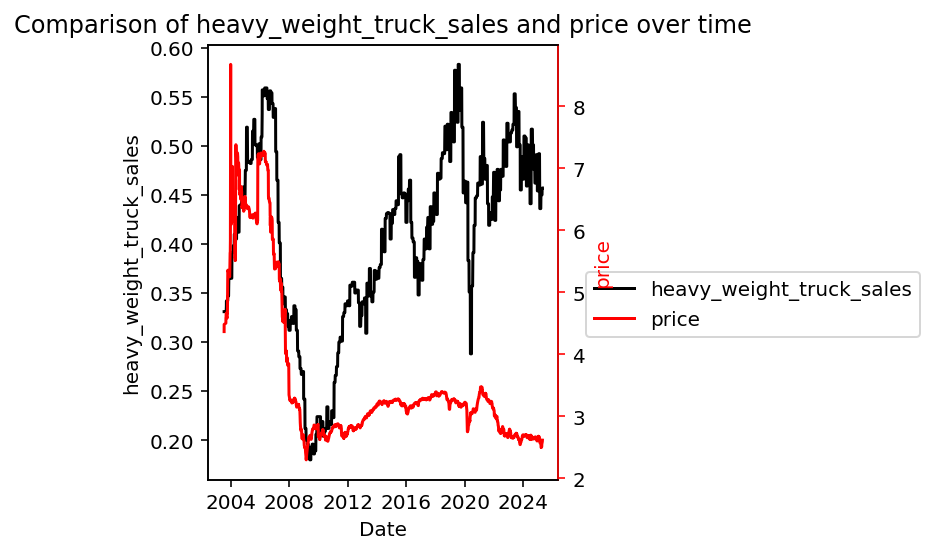 Comparison of heavy_weight_truck_sales and price over time
heavy_weight_truck_sales
0.60
0.55
0.50
0.45
0.40
0.35
0.30
0.25
0.20
2004 2008 2012 2016 2020 2024
Date
8
7
6
5
4
3
2
price
heavy_weight_truck_sales
price